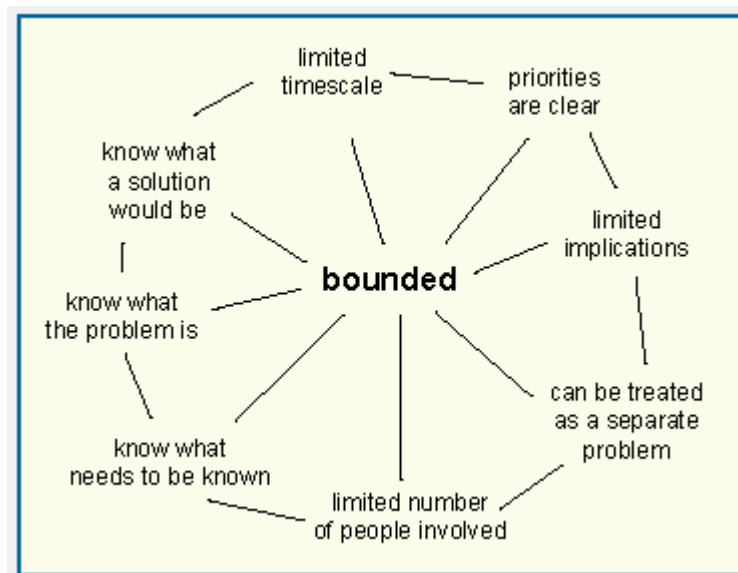 limited
timescale
priorities
are clear
know what
a solution
would be
limited
implications
bounded
know what
the problem is
can be treated
as a separate
problem
know what
needs to be known
limited number
of people involved